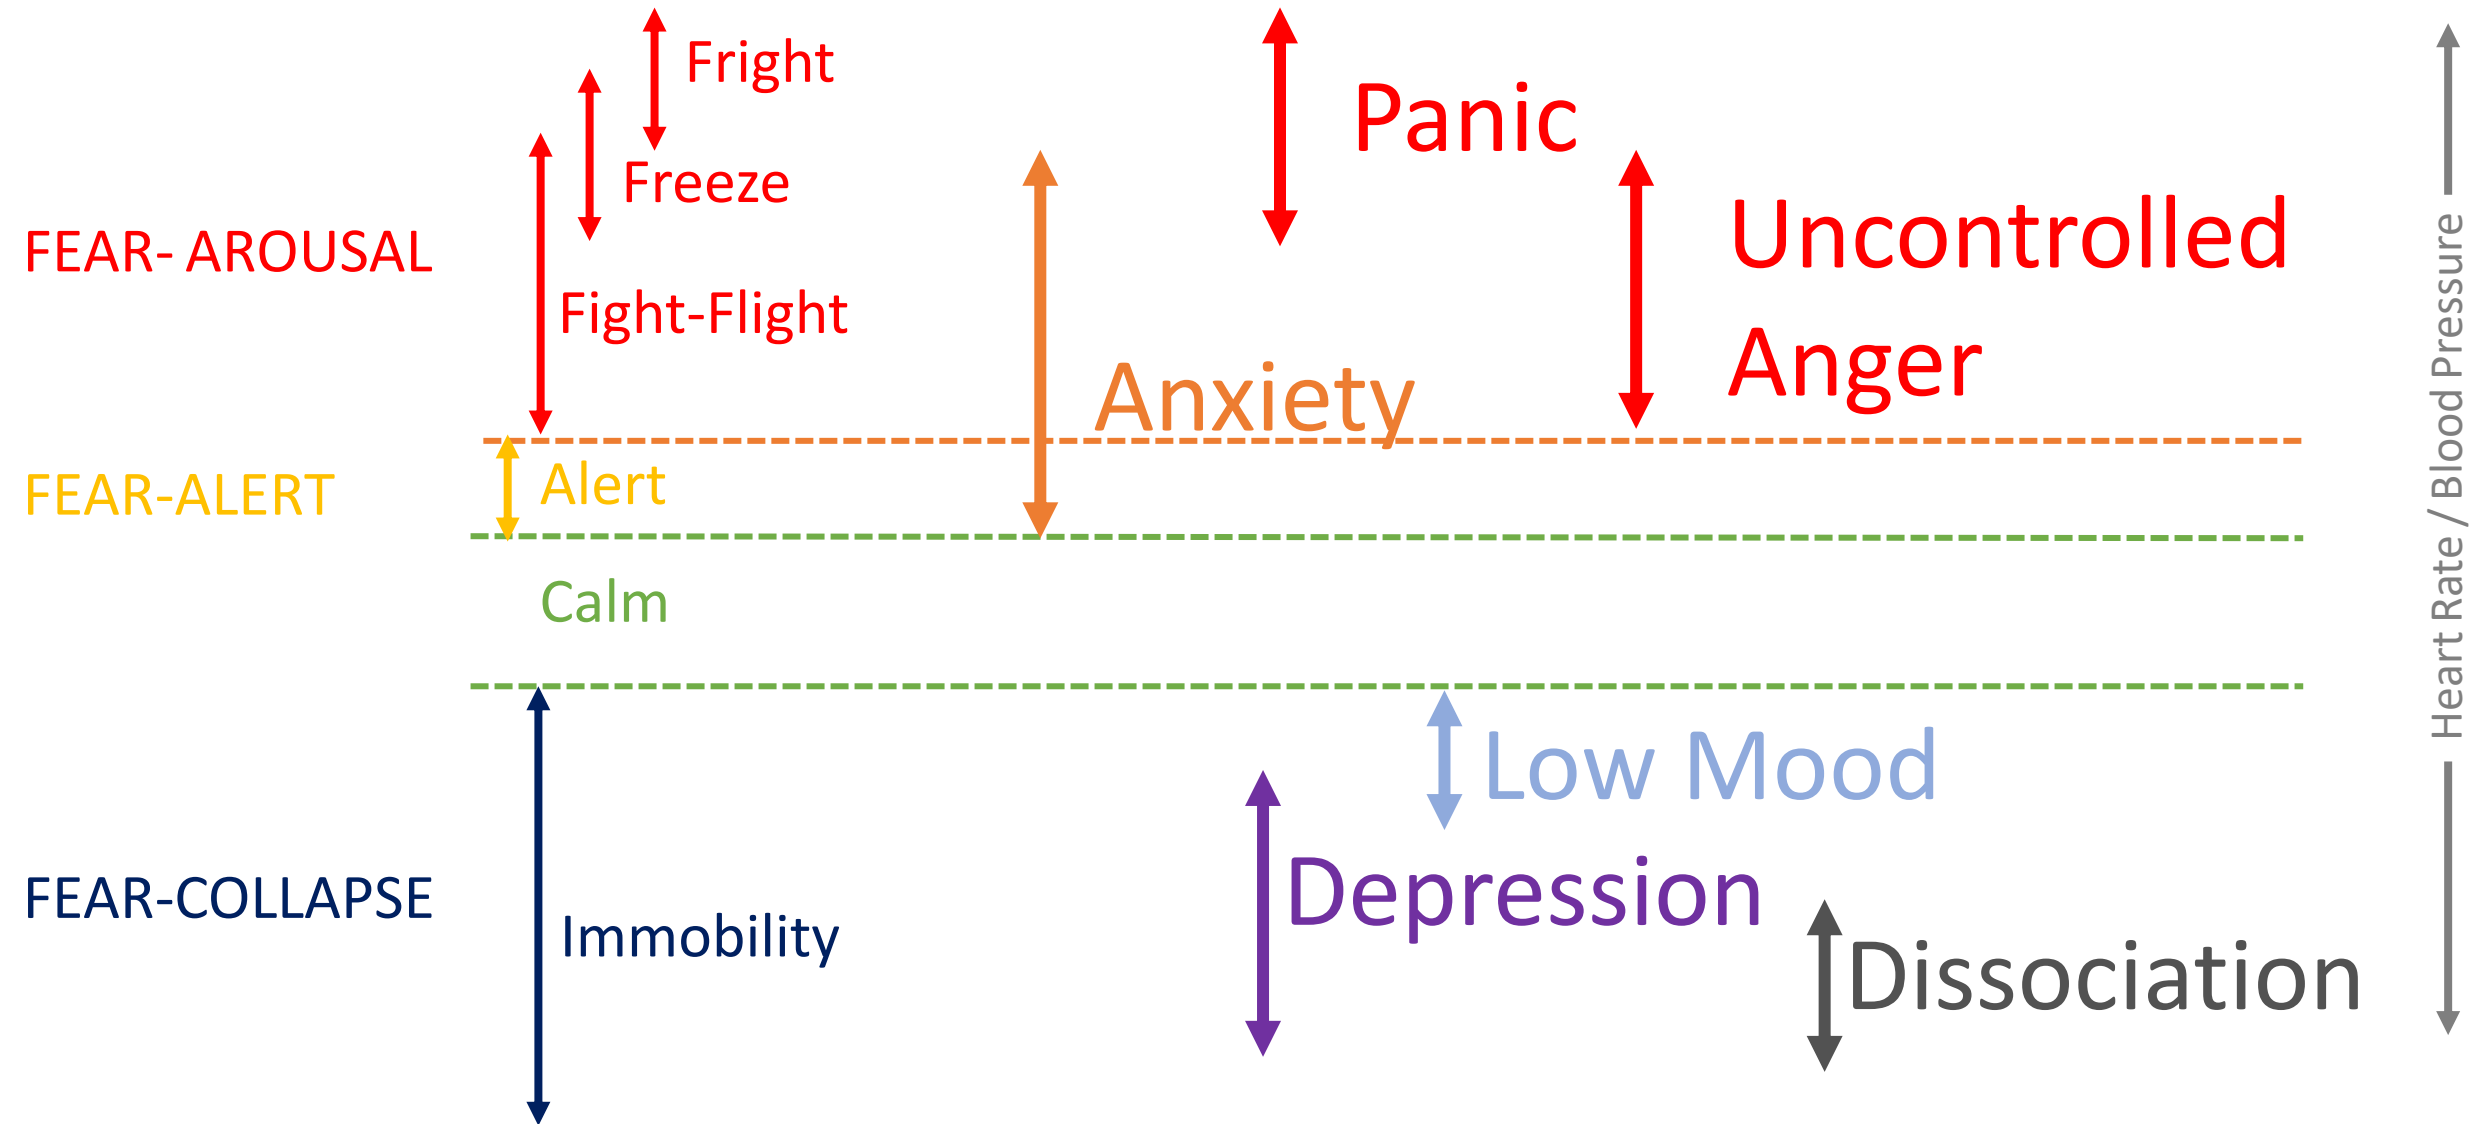 Fright
Panic
Freeze
Uncontrolled
Anger
FEAR- AROUSAL
Fight-Flight
Anxiety
FEAR-ALERT
Alert
Calm
Low Mood
Depression
FEAR-COLLAPSE
Immobility
Dissociation
Heart Rate / Blood Pressure